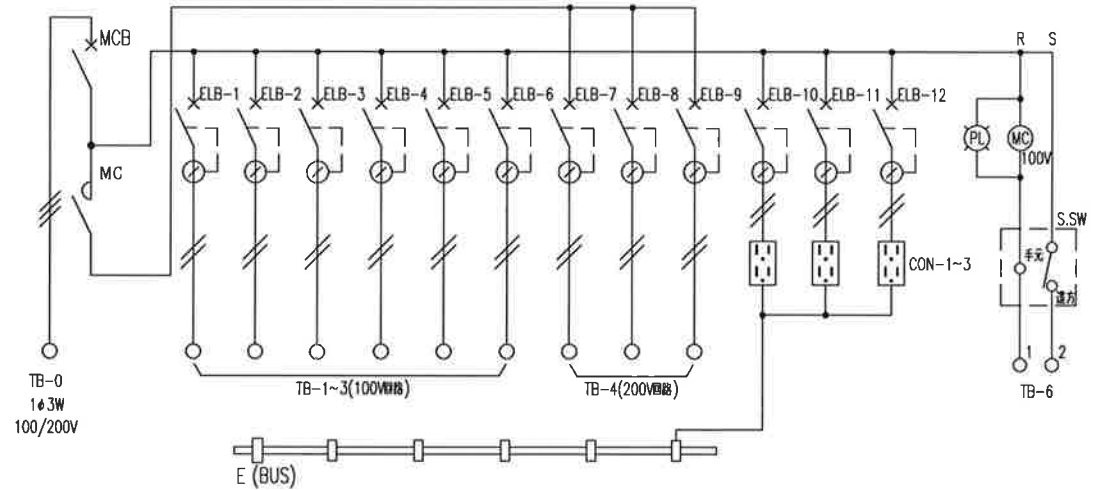 MCB
R S
ELB-1
ELB-2
ELB-3
ELB-4
ELB-5
ELB-6
ELB-7
ELB-8
ELB-9
ELB-10
ELB-11
ELB-12
PL
MC
100V
MC
S.SW
手元
遠方
CON-1~3
1 2
TB-0
1φ3W
100/200V
TB-1~3(100V回路)
TB-4(200V回路)
TB-6
E (BUS)